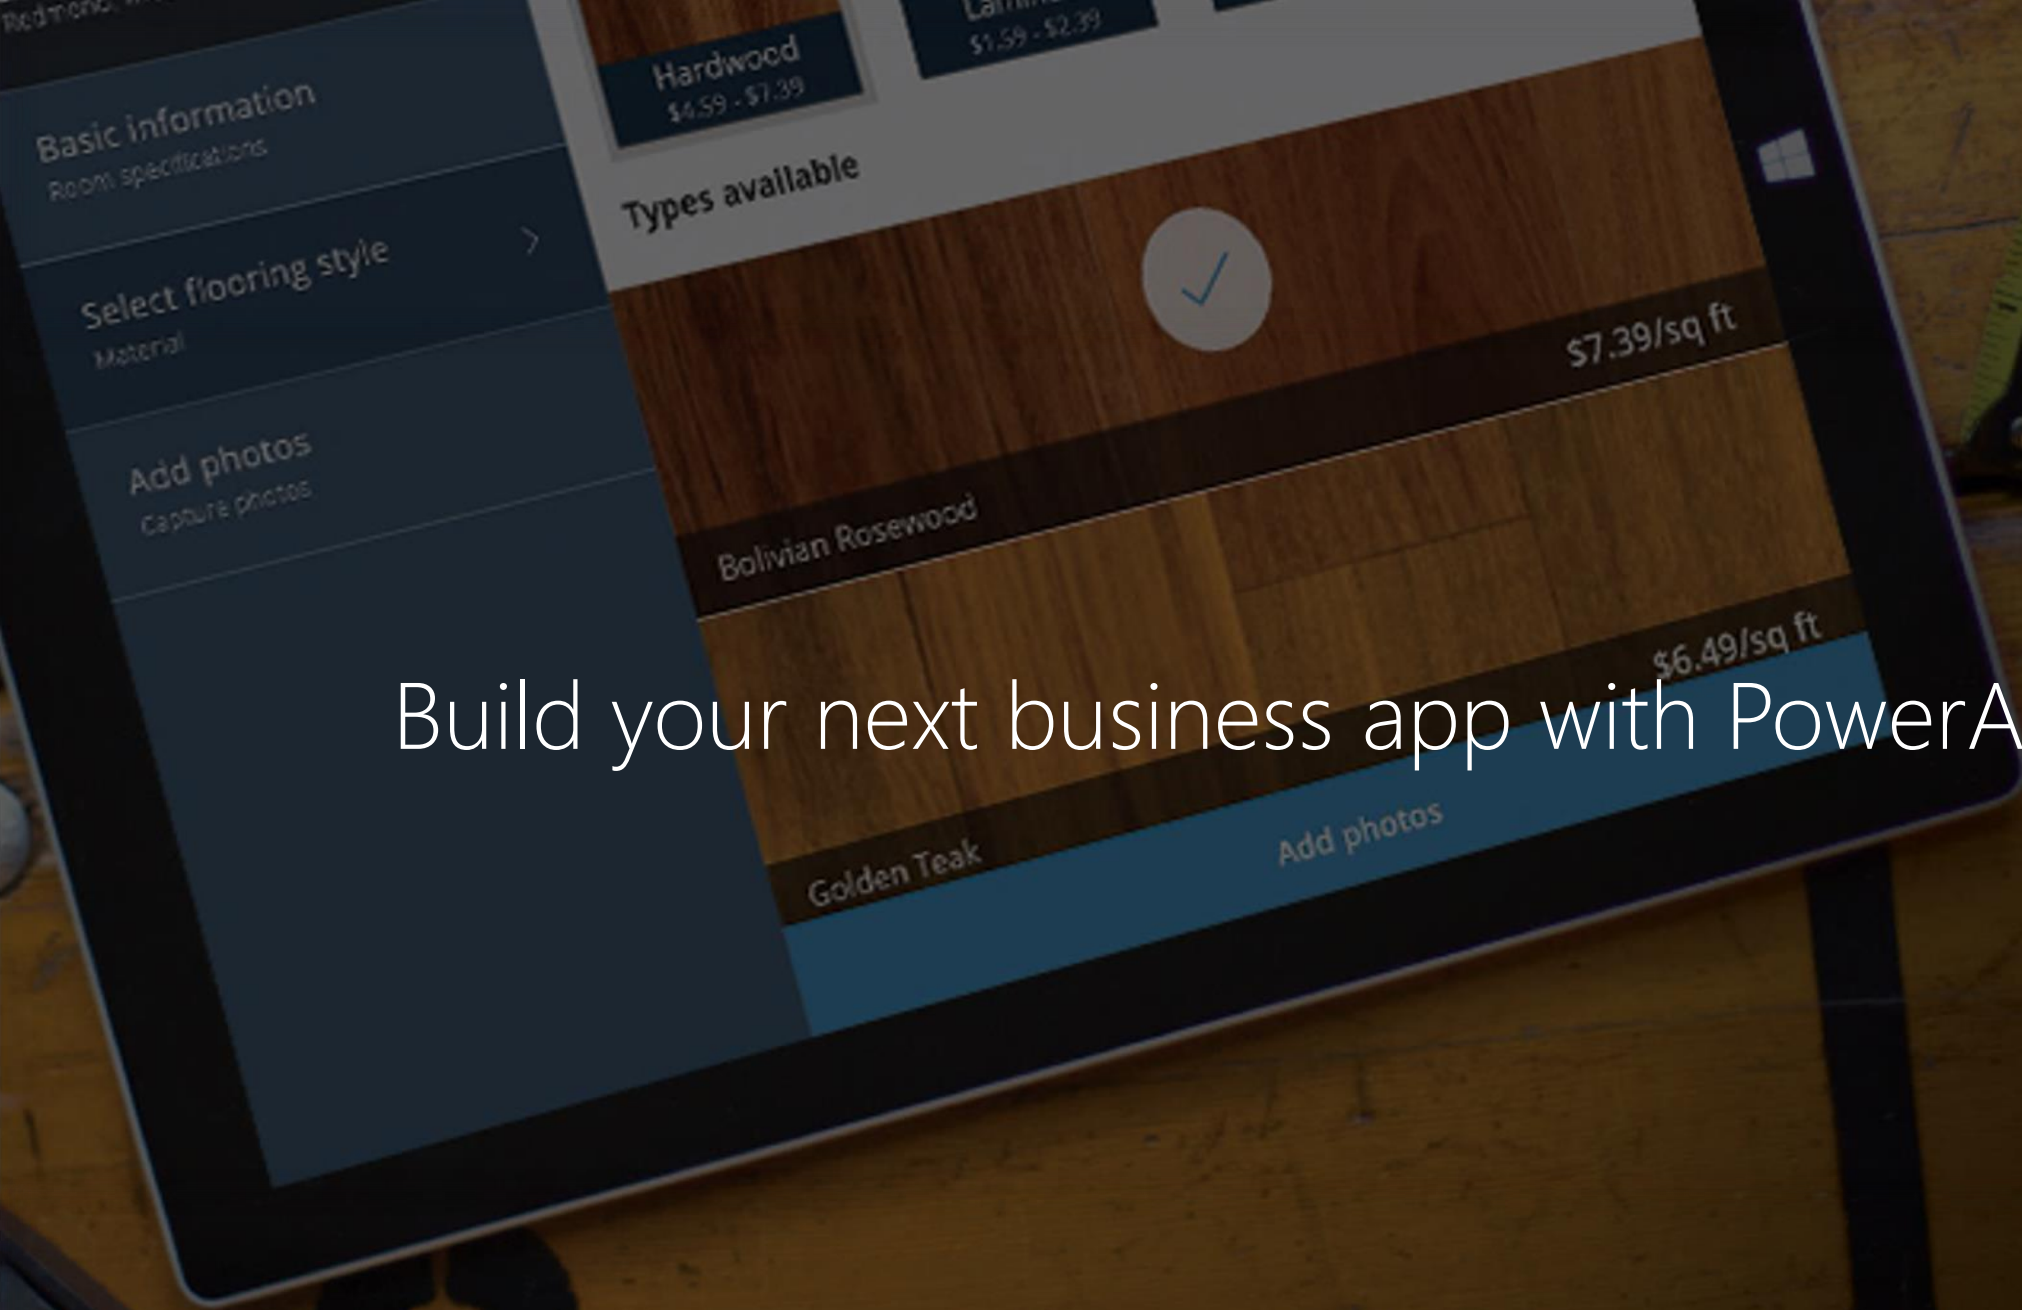 Redmond,
Basic information
Room specifications
Select flooring style
Material
Add photos
Capture photos
Hardwood
$4.59 - $7.39
$1.59 - $2.39
Types available
$7.39/sq ft
Bolivian Rosewood
$6.49/sq ft
Golden Teak
Add photos
Build your next business app with PowerA